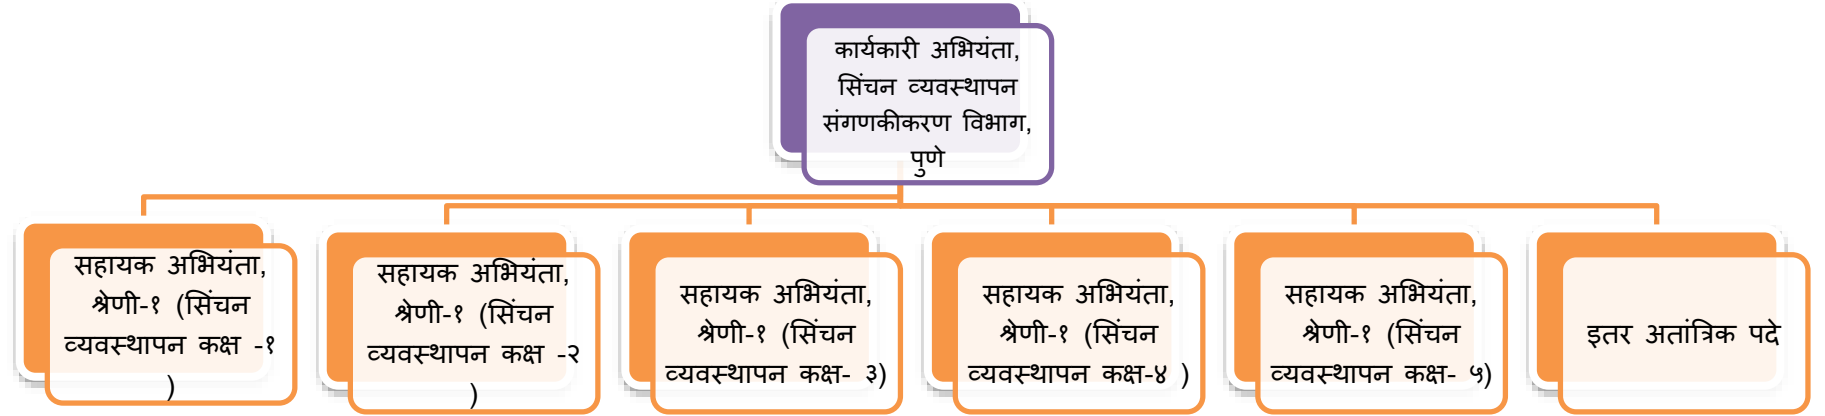 कार्यकारी अभियंता,
सिंचन व्यवस्थापन
संगणकीकरण विभाग,
पुणे
सहायक अभियंता,
श्रेणी-१ (सिंचन
व्यवस्थापन कक्ष -१
)
सहायक अभियंता,
श्रेणी-१ (सिंचन
व्यवस्थापन कक्ष -२
)
सहायक अभियंता,
श्रेणी-१ (सिंचन
व्यवस्थापन कक्ष- ३)
सहायक अभियंता,
श्रेणी-१ (सिंचन
व्यवस्थापन कक्ष-४ )
सहायक अभियंता,
श्रेणी-१ (सिंचन
व्यवस्थापन कक्ष- ५)
इतर अतांत्रिक पदे